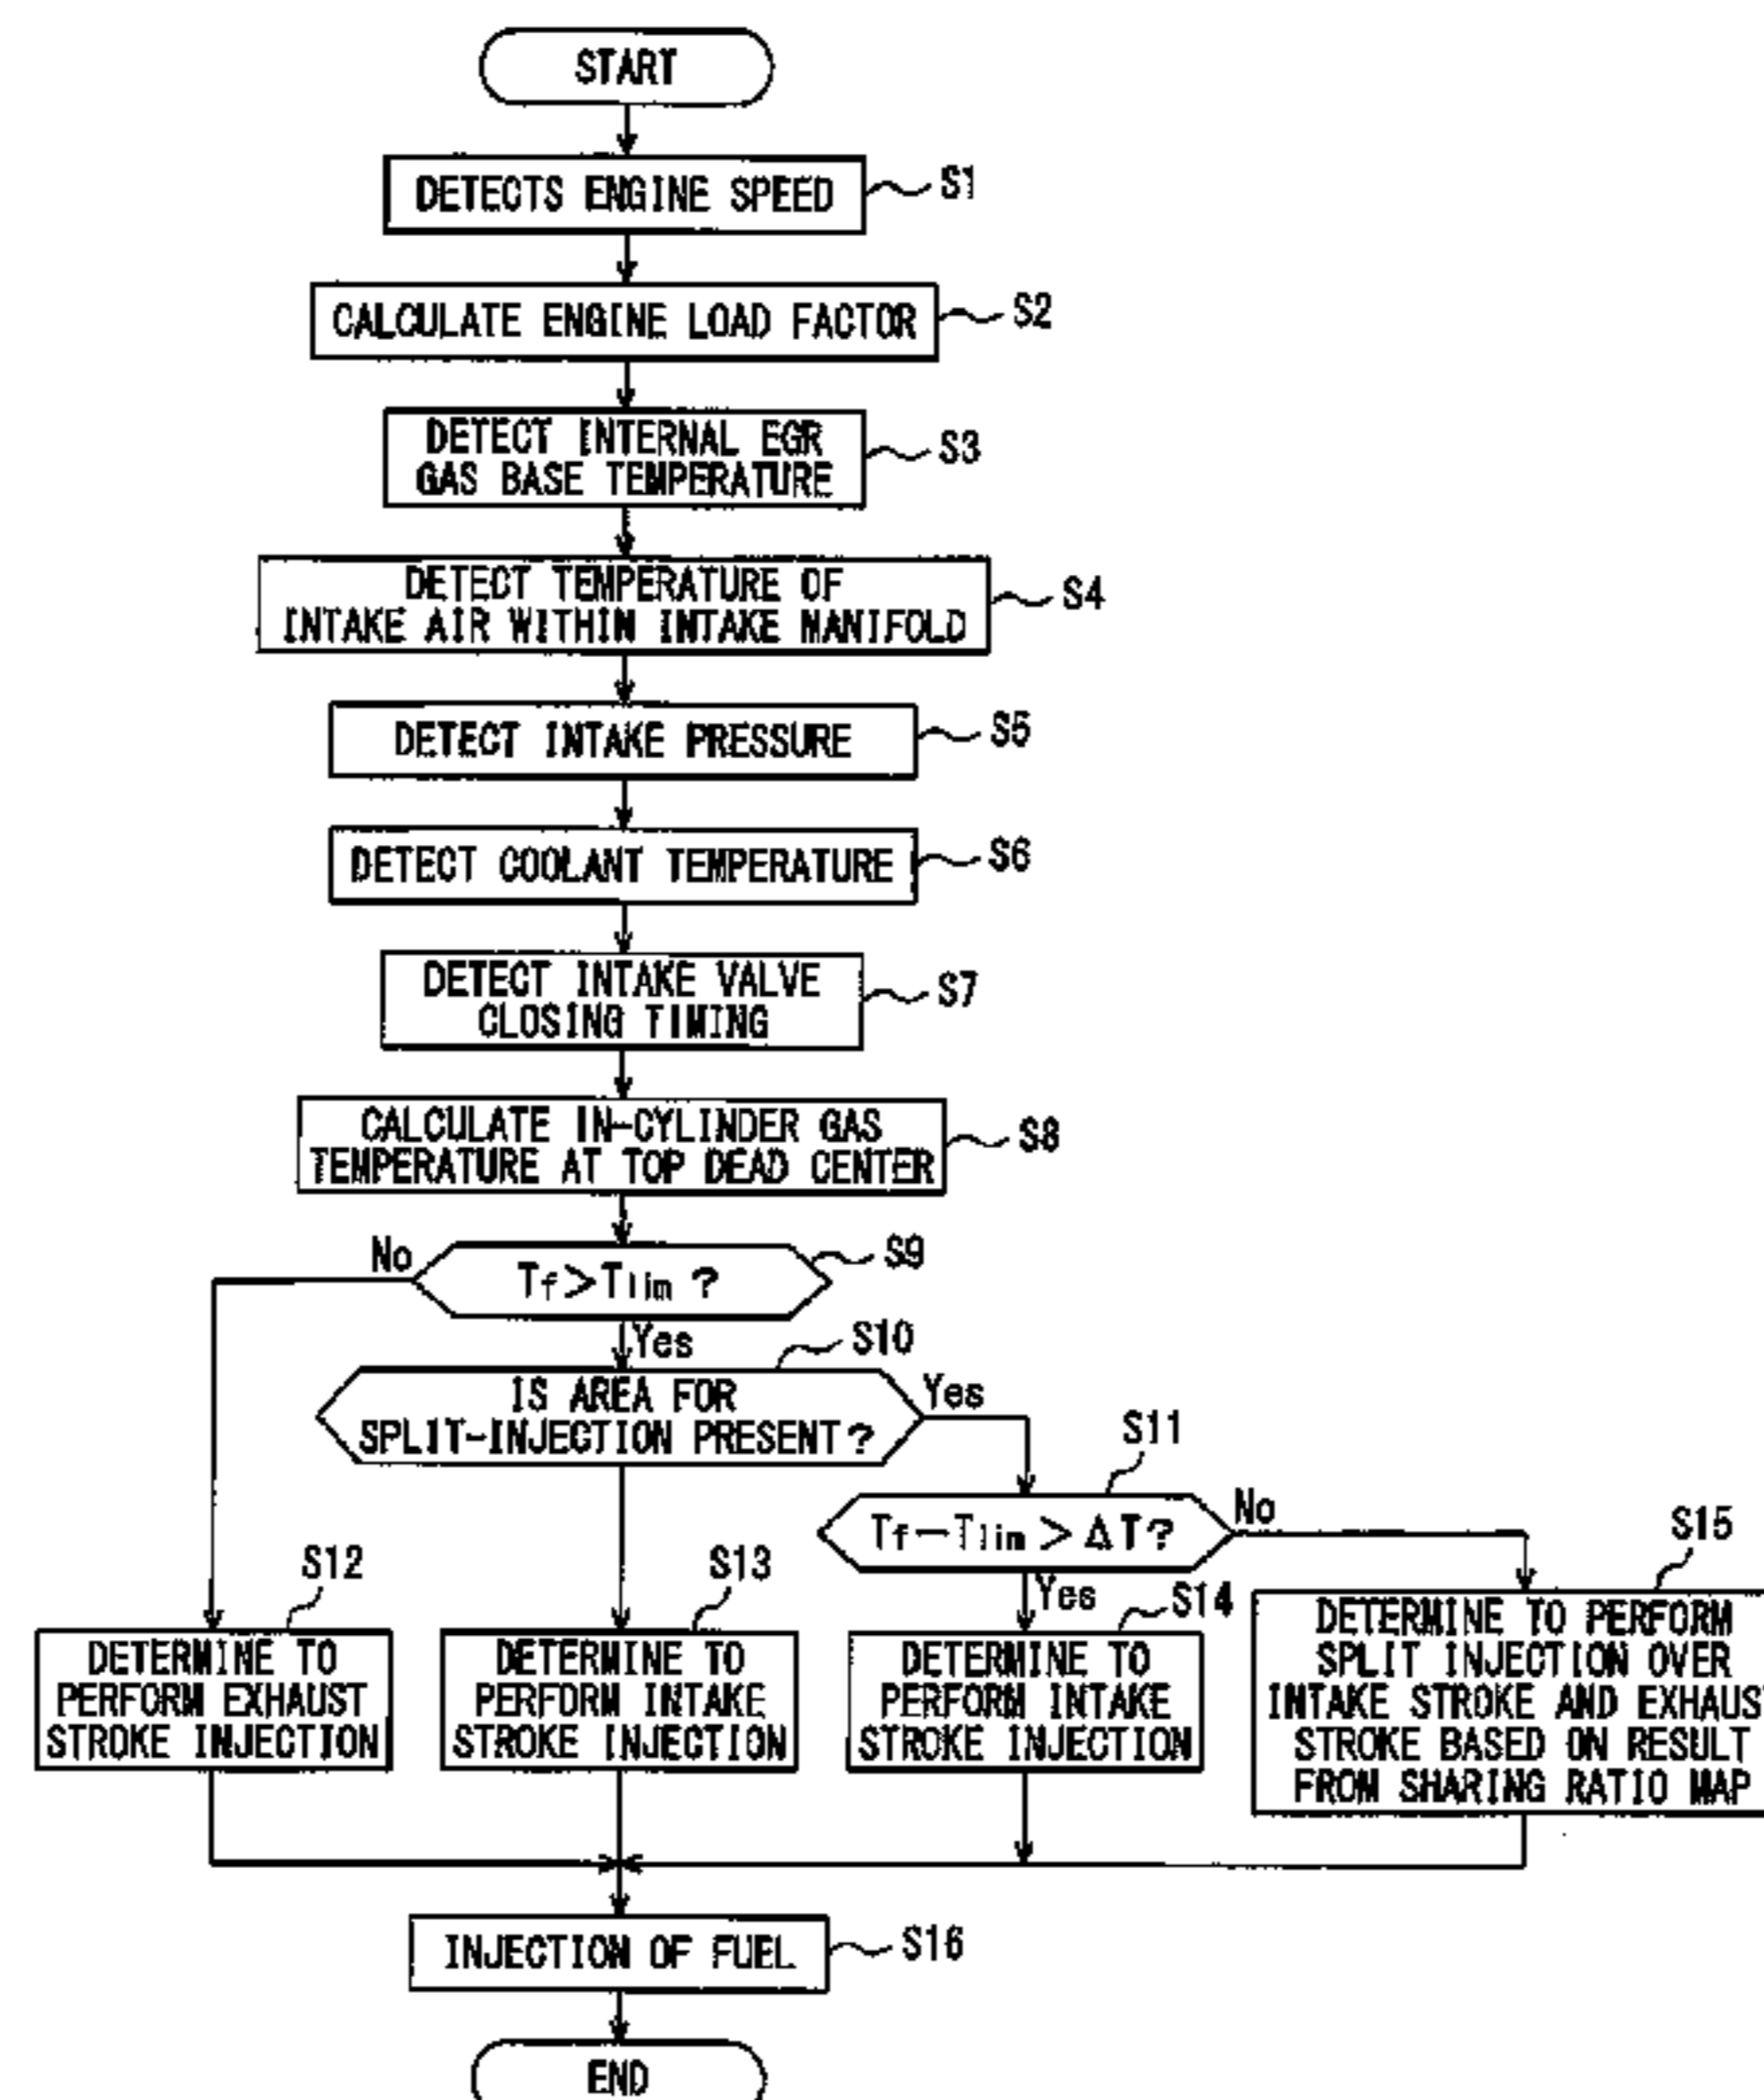 START
DETECTS ENGINE SPEED
S1
CALCULATE ENGINE LOAD FACTOR
S2
DETECT INTERNAL EGR
GAS BASE TEMPERATURE
S3
DETECT TEMPERATURE OF
INTAKE AIR WITHIN INTAKE MANIFOLD
S4
DETECT INTAKE PRESSURE
S5
DETECT COOLANT TEMPERATURE
S6
DETECT INTAKE VALVE
CLOSING TIMING
S7
CALCULATE IN-CYLINDER GAS
TEMPERATURE AT TOP DEAD CENTER
S8
No
Tf>Tlim ?
S9
Yes
S10
IS AREA FOR
SPLIT-INJECTION PRESENT?
Yes
S11
Tf-Tlim>ΔT?
No
Yes
S12
DETERMINE TO
PERFORM EXHAUST
STROKE INJECTION
S13
DETERMINE TO
PERFORM INTAKE
STROKE INJECTION
S14
DETERMINE TO
PERFORM INTAKE
STROKE INJECTION
S15
DETERMINE TO PERFORM
SPLIT INJECTION OVER
INTAKE STROKE AND EXHAUST
STROKE BASED ON RESULT
FROM SHARING RATIO MAP
INJECTION OF FUEL
S16
END